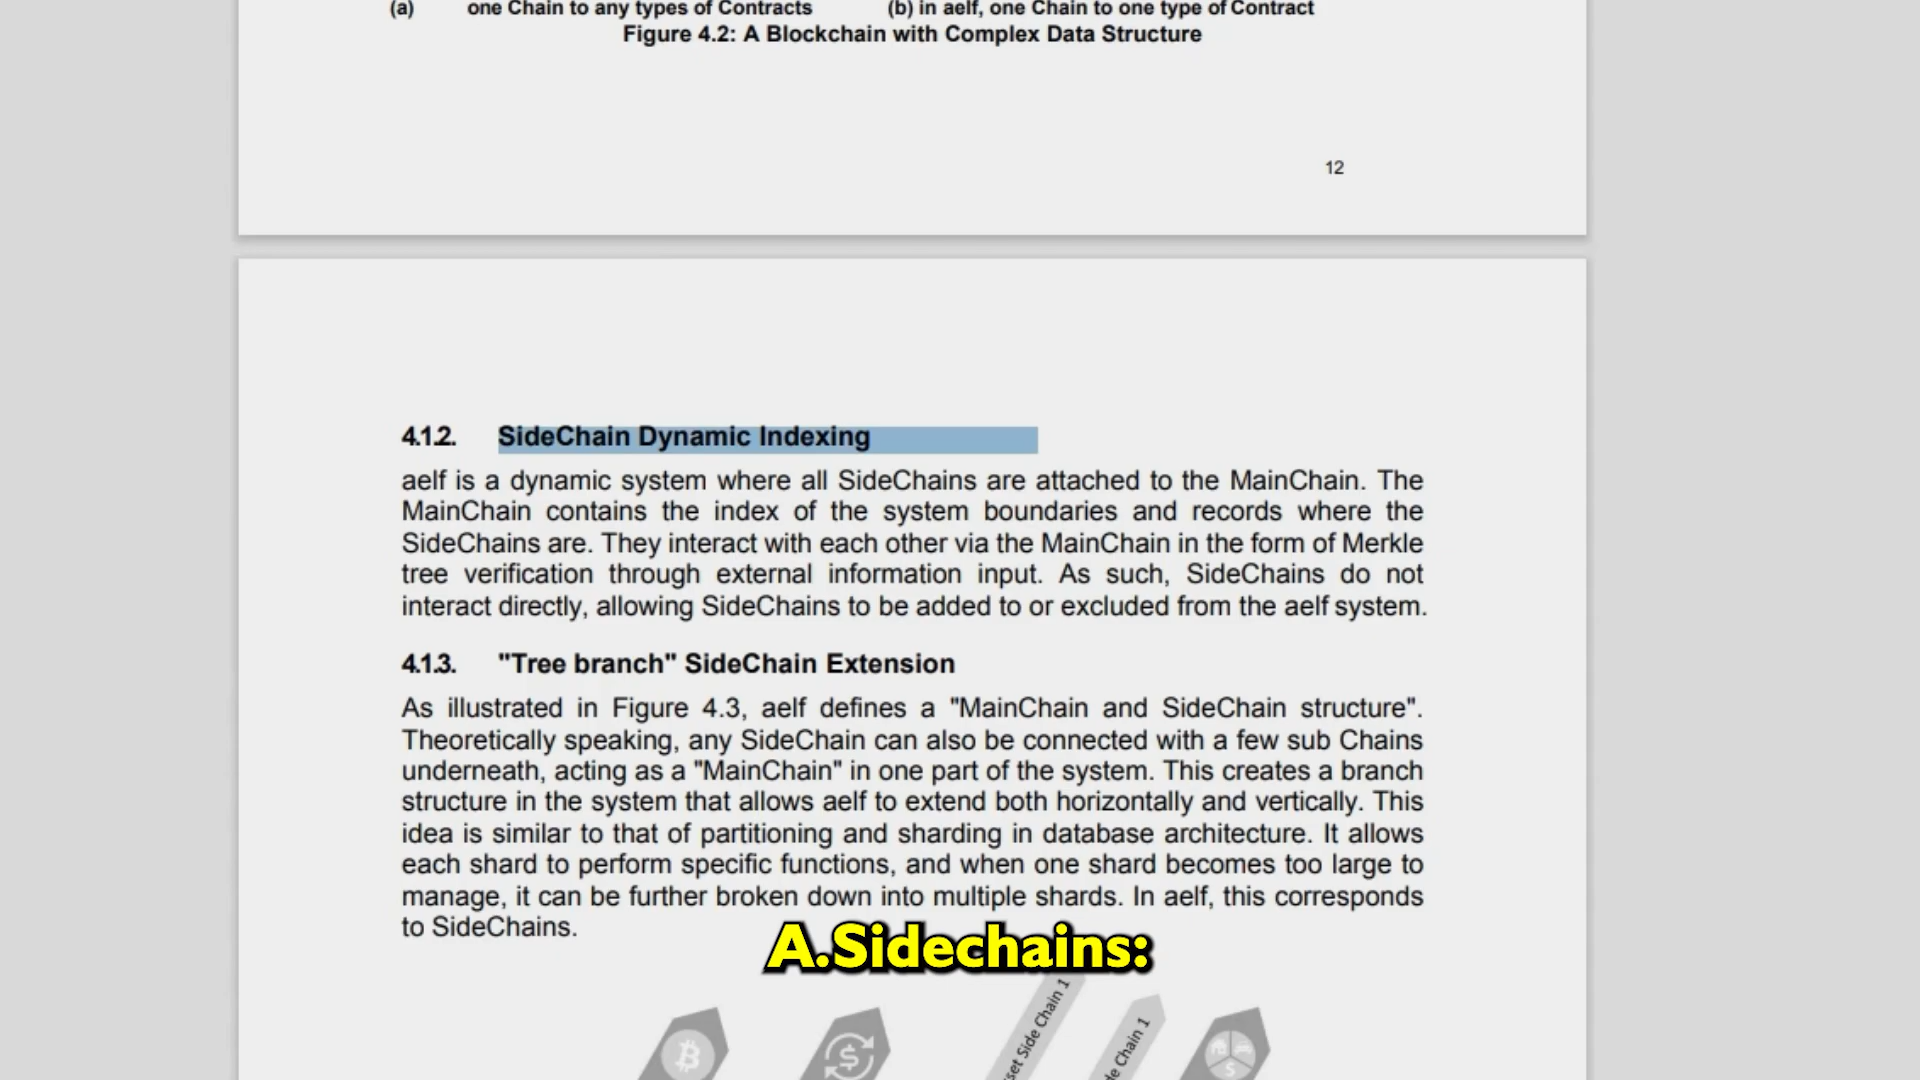 (a) one Chain to any types of Contracts (b) in aelf, one Chain to one type of Contract
Figure 4.2: A Blockchain with Complex Data Structure
12
4.1.2. SideChain Dynamic Indexing
aelf is a dynamic system where all SideChains are attached to the MainChain. The
MainChain contains the index of the system boundaries and records where the
SideChains are. They interact with each other via the MainChain in the form of Merkle
tree verification through external information input. As such, SideChains do not
interact directly, allowing SideChains to be added to or excluded from the aelf system.
4.1.3. "Tree branch" SideChain Extension
As illustrated in Figure 4.3, aelf defines a "MainChain and SideChain structure".
Theoretically speaking, any SideChain can also be connected with a few sub Chains
underneath, acting as a "MainChain" in one part of the system. This creates a branch
structure in the system that allows aelf to extend both horizontally and vertically. This
idea is similar to that of partitioning and sharding in database architecture. It allows
each shard to perform specific functions, and when one shard becomes too large to
manage, it can be further broken down into multiple shards. In aelf, this corresponds
to SideChains.
A.Sidechains:
Side Chain 1
Chain 1